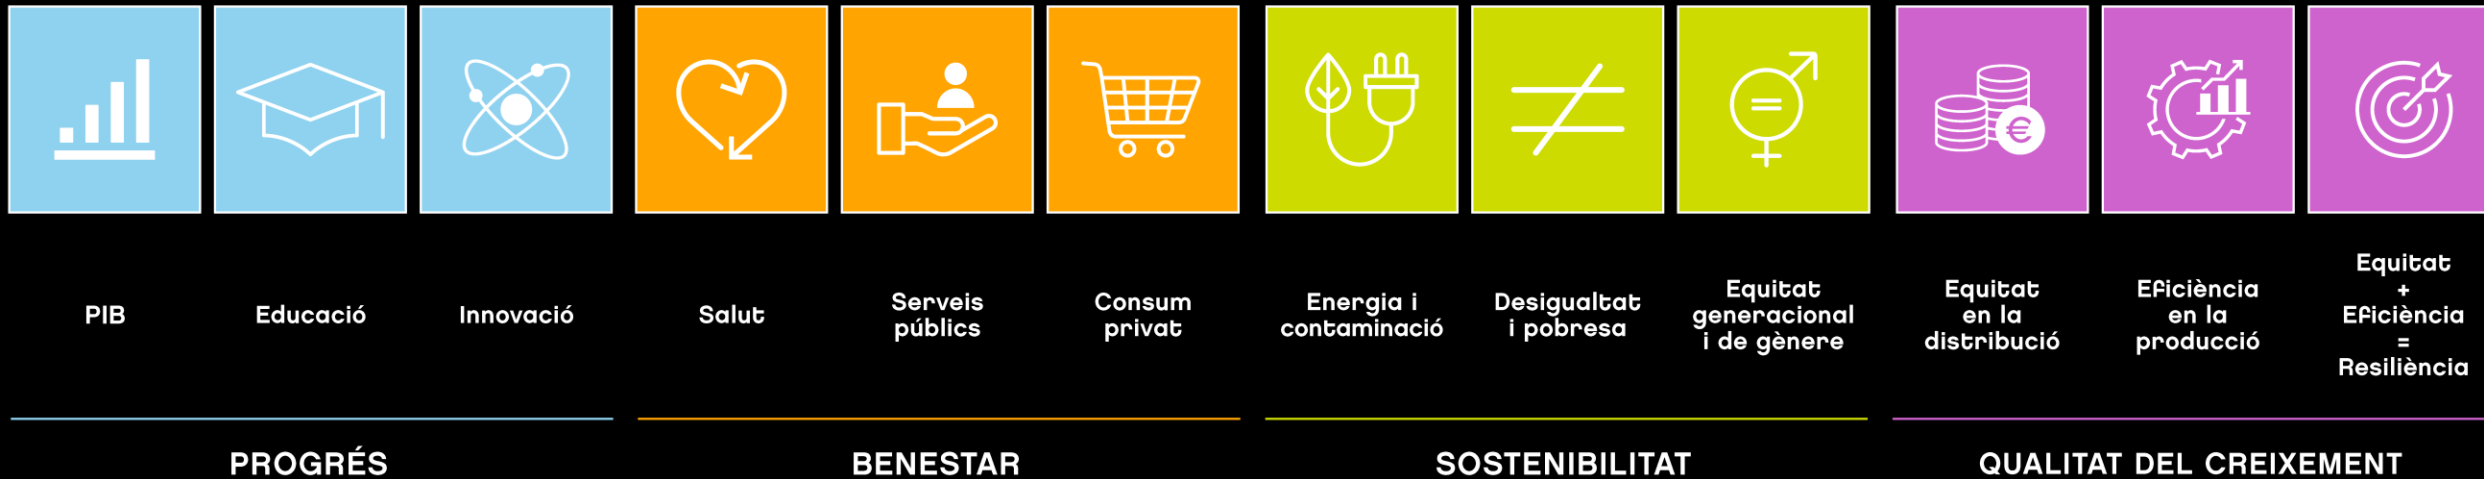 PIB
Educació
Innovació
Salut
Serveis
públics
Consum
privat
Energia i
contaminació
Desigualtat
i pobresa
Equitat
generacional
i de gènere
Equitat
en la
distribució
Eficiència
en la
producció
Equitat
+
Eficiència
=
Resiliència
PROGRÉS
BENESTAR
SOSTENIBILITAT
QUALITAT DEL CREIXEMENT